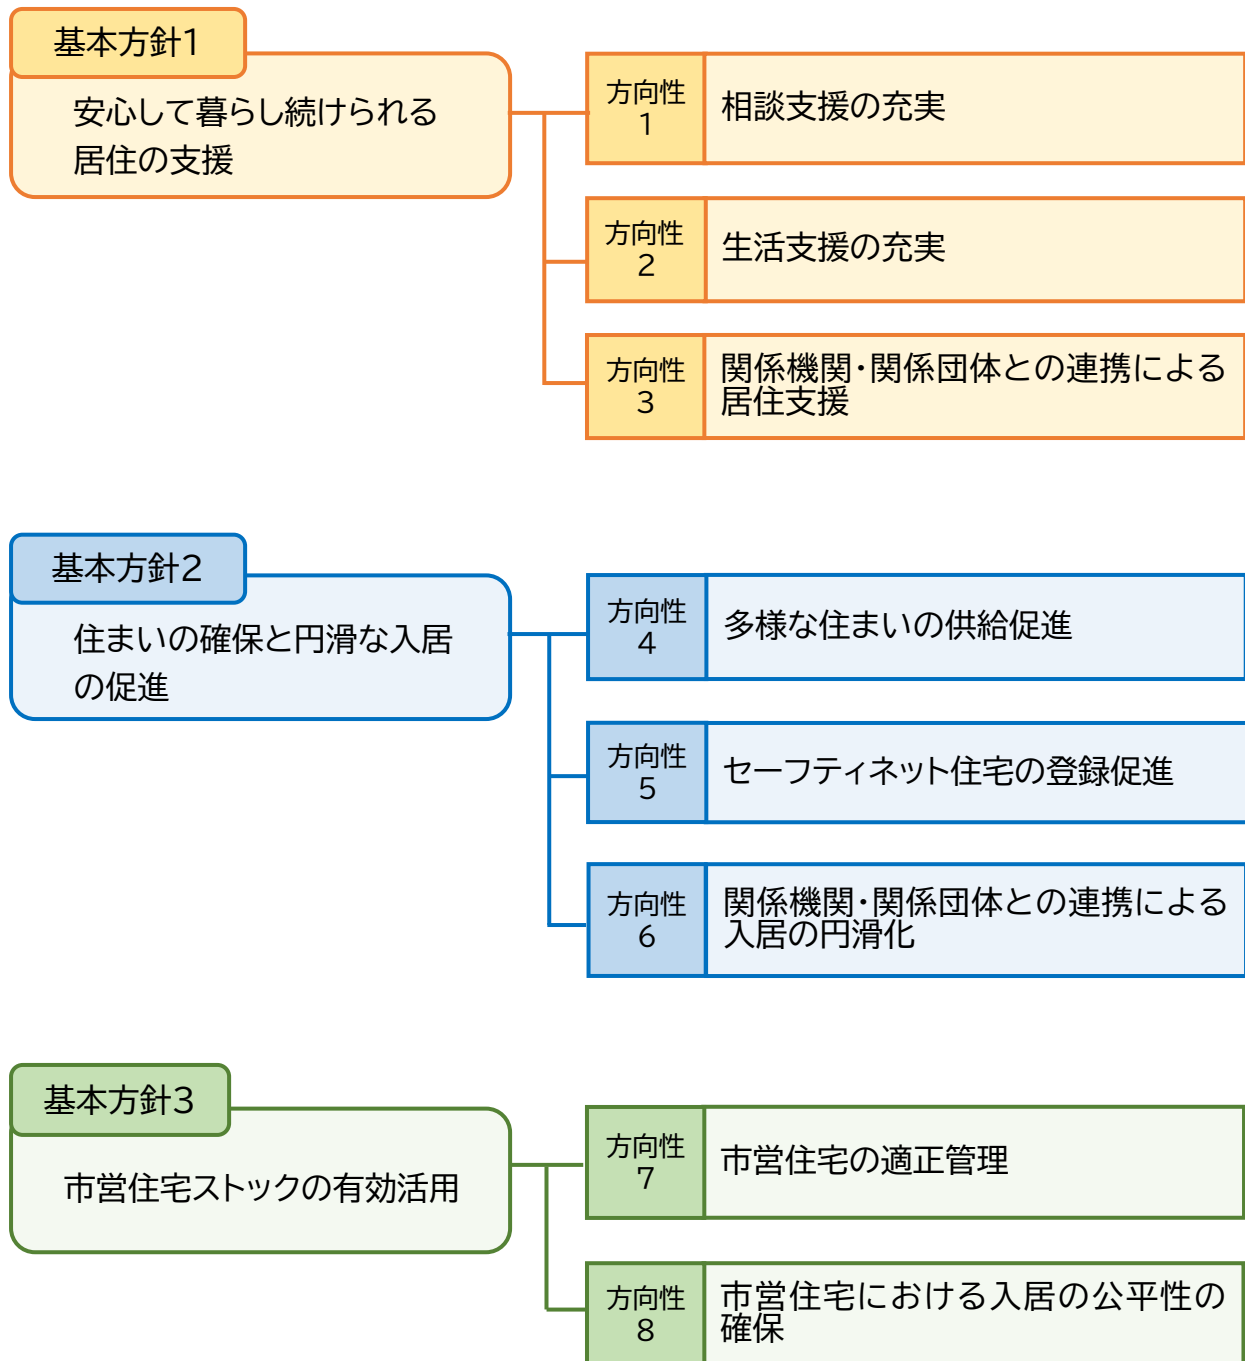 基本方針1
安心して暮らし続けられる
居住の支援
方向性
1
相談支援の充実
方向性
2
生活支援の充実
方向性
3
関係機関・関係団体との連携による
居住支援
基本方針2
住まいの確保と円滑な入居
の促進
方向性
4
多様な住まいの供給促進
方向性
5
セーフティネット住宅の登録促進
方向性
6
関係機関・関係団体との連携による
入居の円滑化
基本方針3
市営住宅ストックの有効活用
方向性
7
市営住宅の適正管理
方向性
8
市営住宅における入居の公平性の
確保